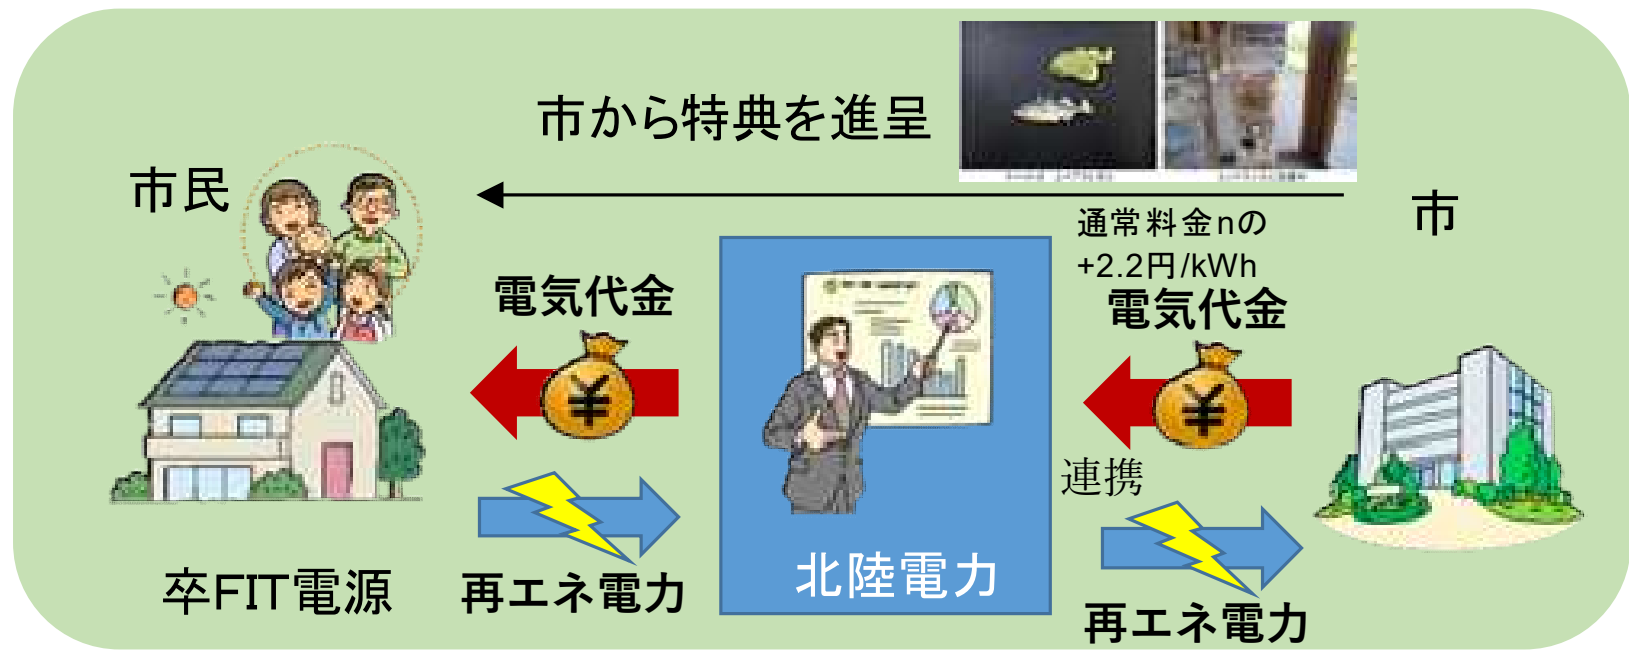 市から特典を進呈
市民
市
通常料金nの
+2.2円/kWh
電気代金
電気代金
連携
卒FIT電源
再エネ電力
北陸電力
再エネ電力